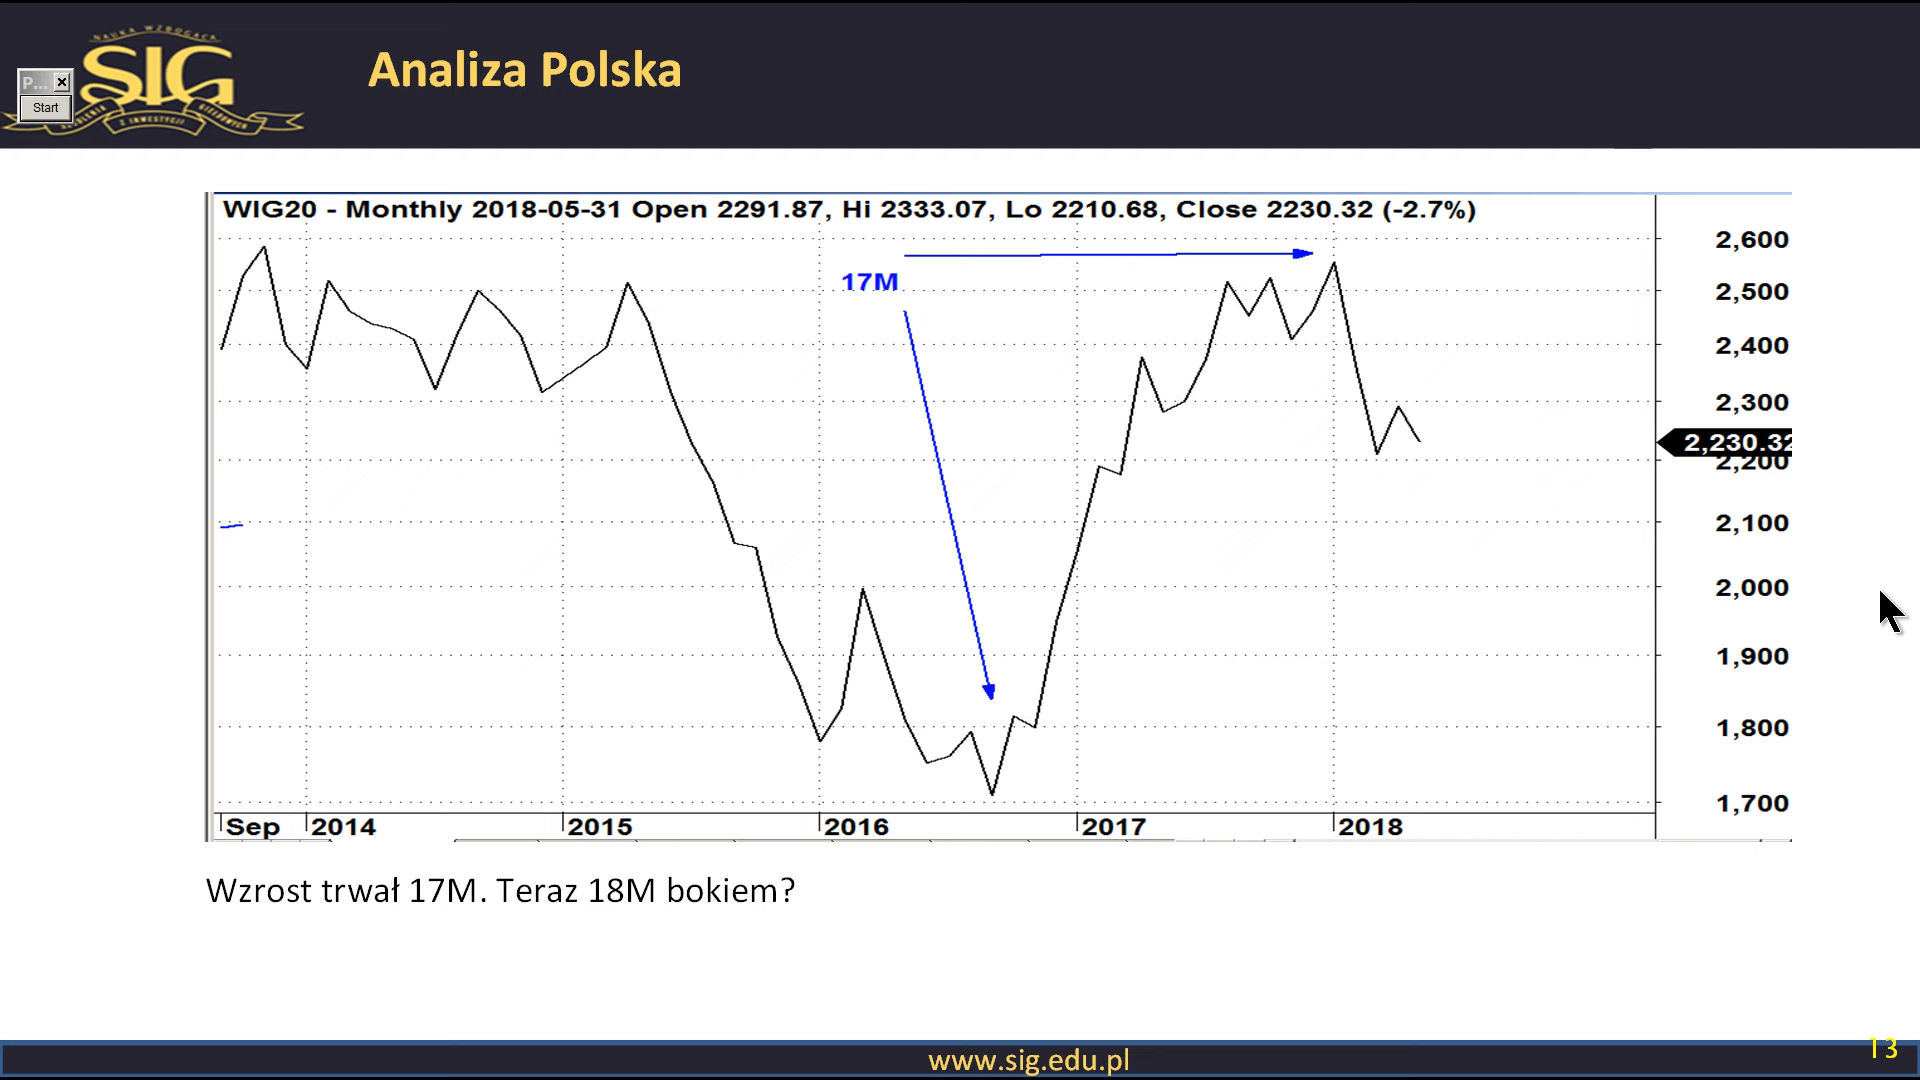 NAUKA WZBOGACA
SIG
Analiza Polska
P...
Start
Z INWESTYCJI
WIG20 - Monthly 2018-05-31 Open 2291.87, Hi 2333.07, Lo 2210.68, Close 2230.32 (-2.7%)
2,600
17M
2,500
2,400
2,300
2,230.32
2,200
2,100
2,000
1,900
1,800
1,700
Sep 2014 2015 2016 2017 2018
Wzrost trwał 17M. Teraz 18M bokiem?
www.sig.edu.pl
13